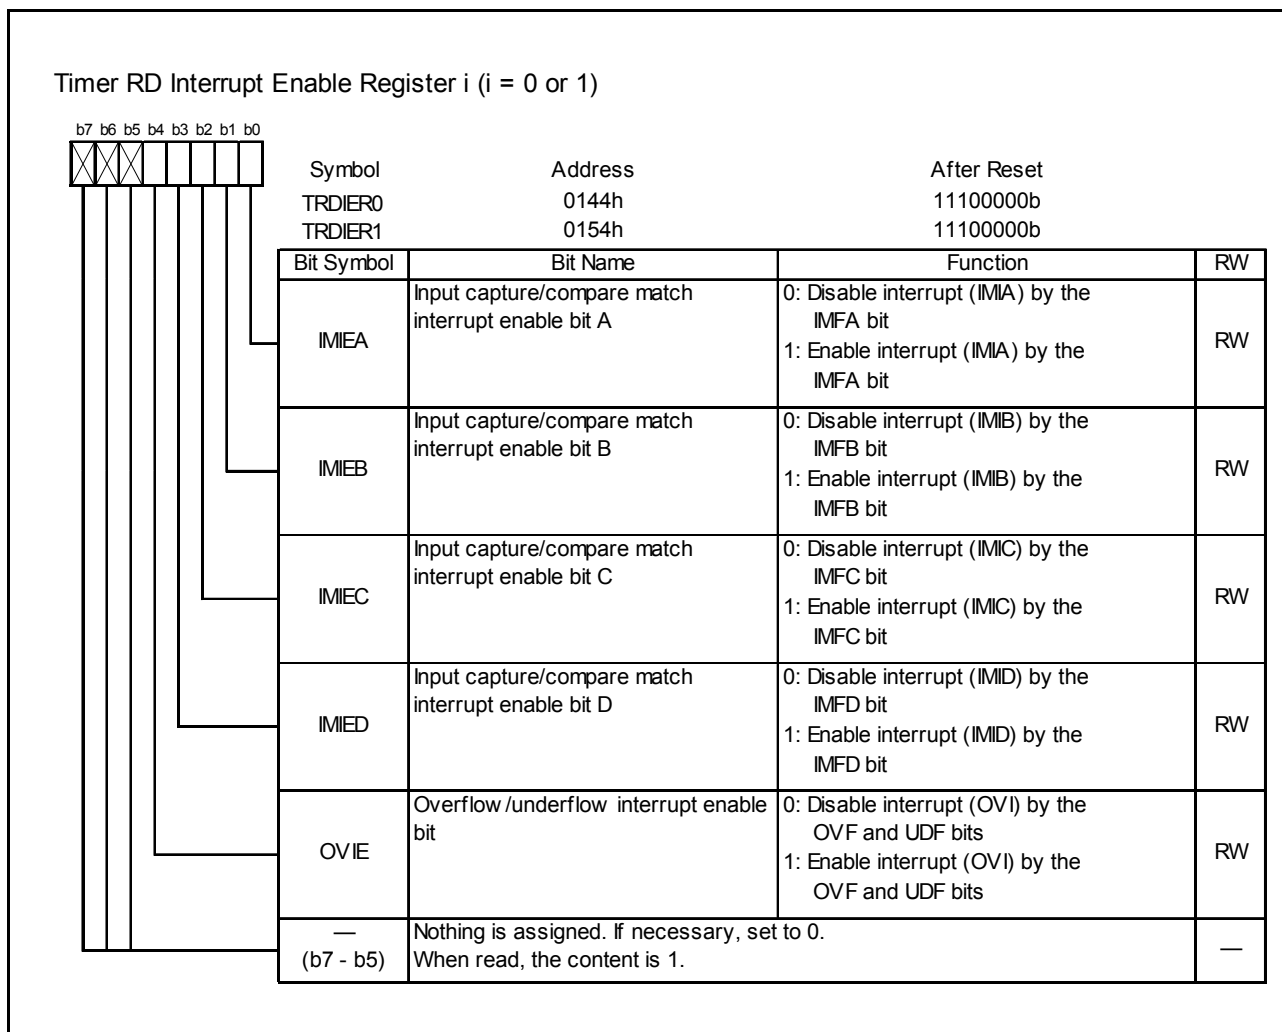 Timer RD Interrupt Enable Register i (i = 0 or 1)
b7 b6 b5 b4 b3 b2 b1 b0
Symbol Address After Reset
TRDIER0 0144h 11100000b
TRDIER1 0154h 11100000b
Bit Symbol Bit Name Function RW
IMIEA
Input capture/compare match
interrupt enable bit A
0: Disable interrupt (IMIA) by the
IMFA bit
1: Enable interrupt (IMIA) by the
IMFA bit
RW
IMIEB
Input capture/compare match
interrupt enable bit B
0: Disable interrupt (IMIB) by the
IMFB bit
1: Enable interrupt (IMIB) by the
IMFB bit
RW
IMIEC
Input capture/compare match
interrupt enable bit C
0: Disable interrupt (IMIC) by the
IMFC bit
1: Enable interrupt (IMIC) by the
IMFC bit
RW
IMIED
Input capture/compare match
interrupt enable bit D
0: Disable interrupt (IMID) by the
IMFD bit
1: Enable interrupt (IMID) by the
IMFD bit
RW
OVIE
Overflow/underflow interrupt enable
bit
0: Disable interrupt (OVI) by the
OVF and UDF bits
1: Enable interrupt (OVI) by the
OVF and UDF bits
RW
—
(b7 - b5)
Nothing is assigned. If necessary, set to 0.
When read, the content is 1.
—